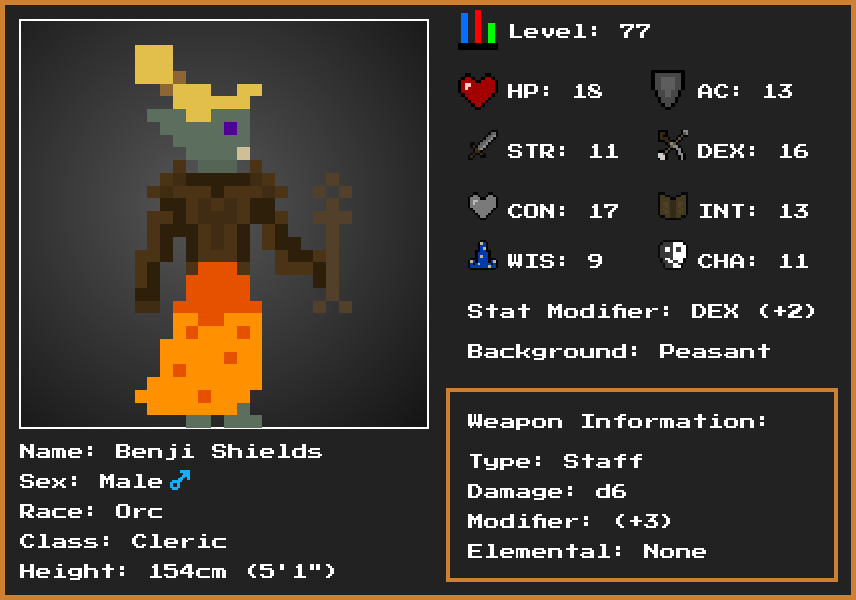 Level: 77
HP: 18
AC: 13
STR: 11
DEX: 16
CON: 17
INT: 13
WIS: 9
CHA: 11
Stat Modifier: DEX (+2)
Background: Peasant
Weapon Information:
Type: Staff
Damage: d6
Modifier: (+3)
Elemental: None
Name: Benji Shields
Sex: Male♂
Race: Orc
Class: Cleric
Height: 154cm (5'1")